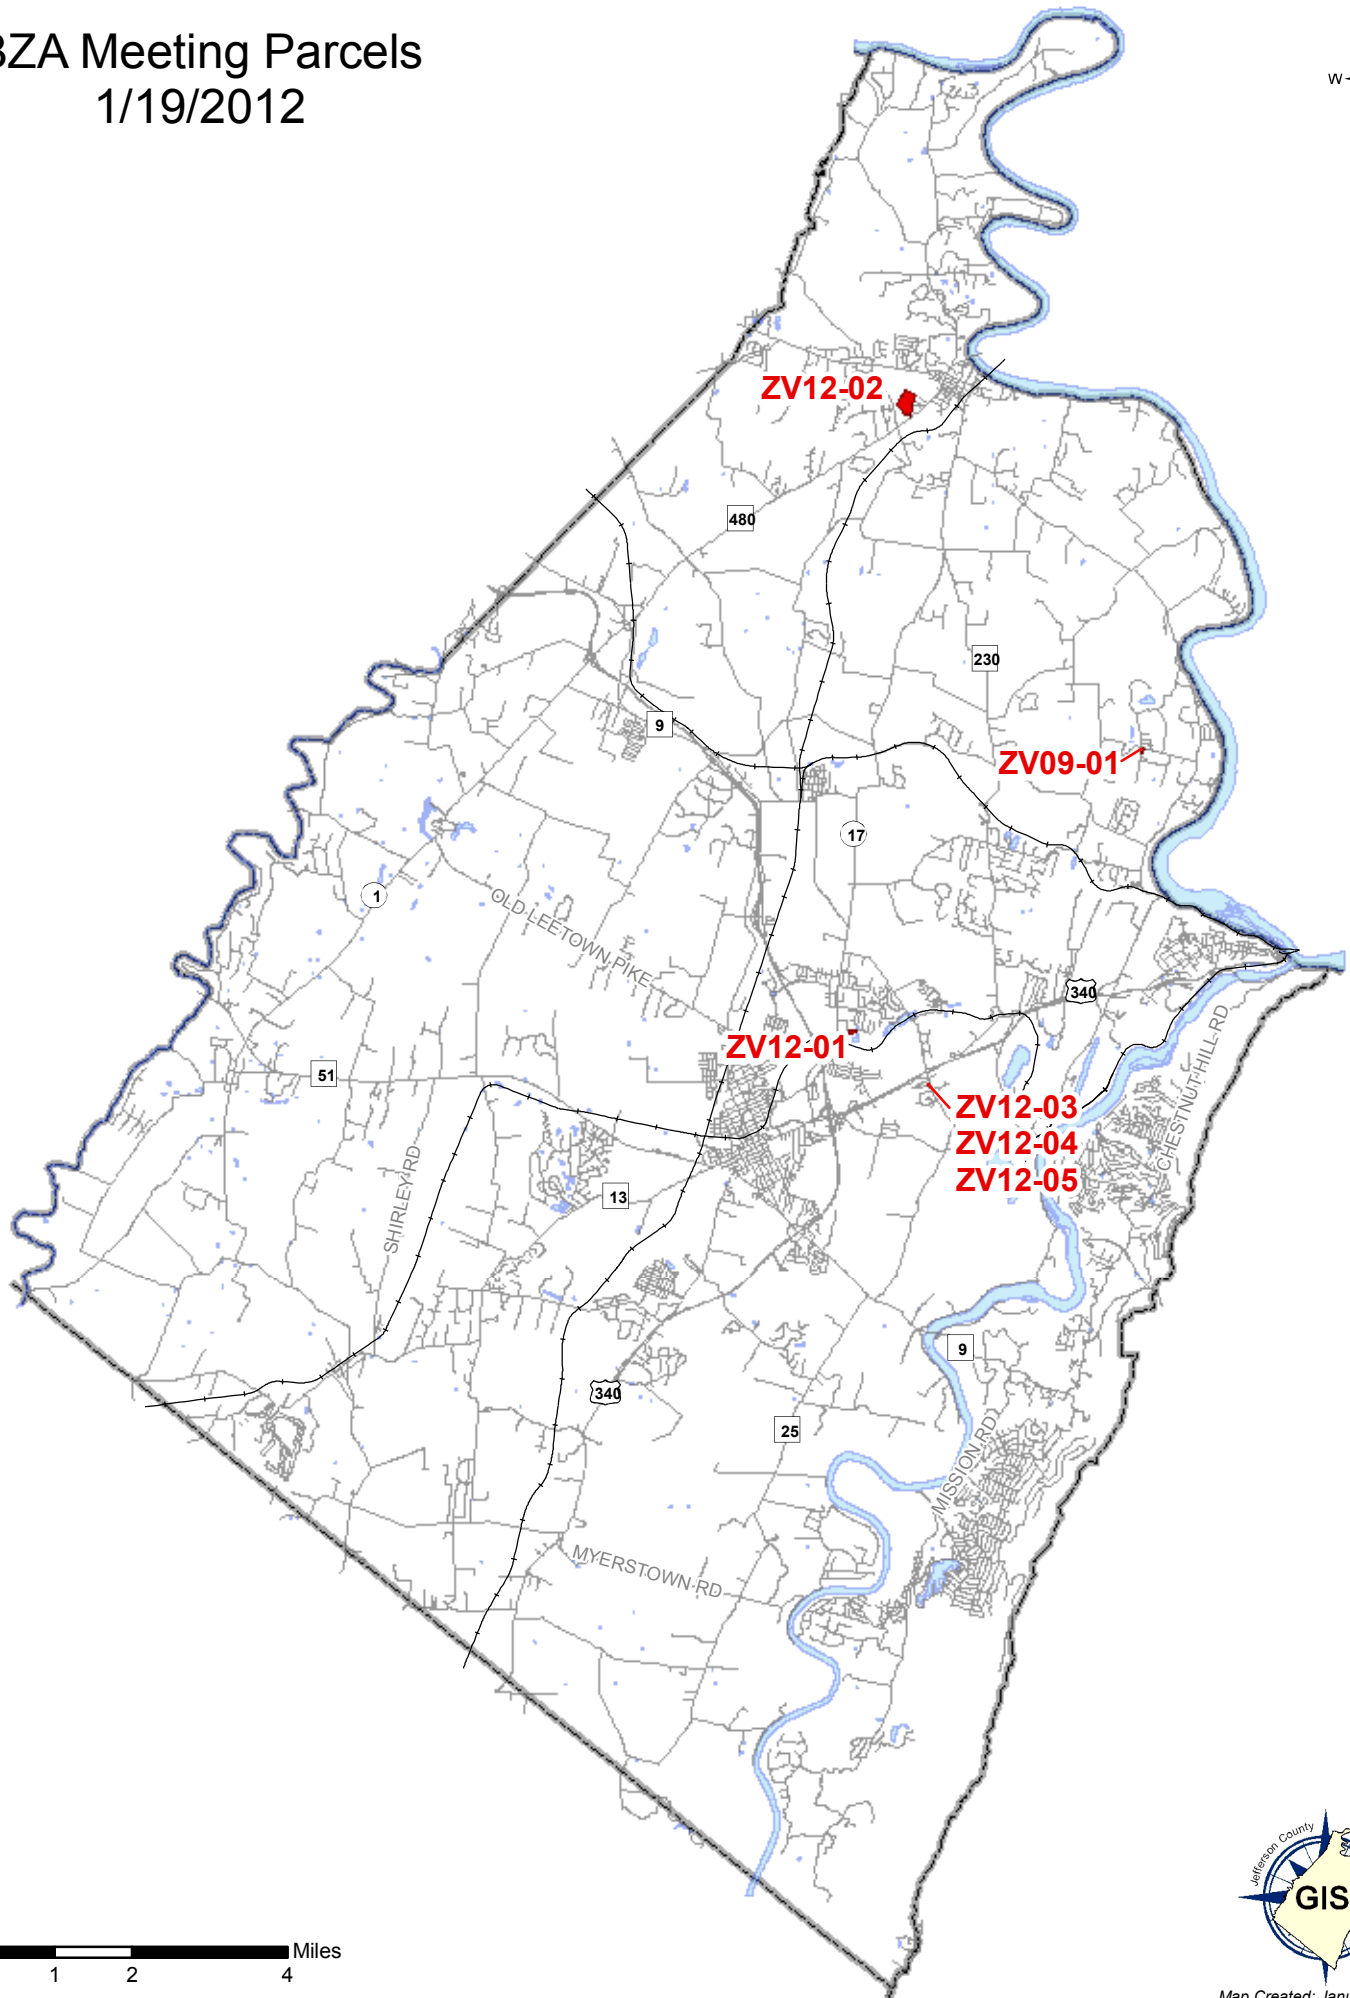 BZA Meeting Parcels
1/19/2012
W
ZV12-02
480
230
9
ZV09-01
17
1
OLD LEETOWN PIKE
340
ZV12-01
CHESTNUT HILL RD
51
ZV12-03
ZV12-04
ZV12-05
SHIRLEY RD
13
9
340
25
MISSION RD
MYERSTOWN RD
Jefferson County
GIS
Miles
1 2 4
Map Created: